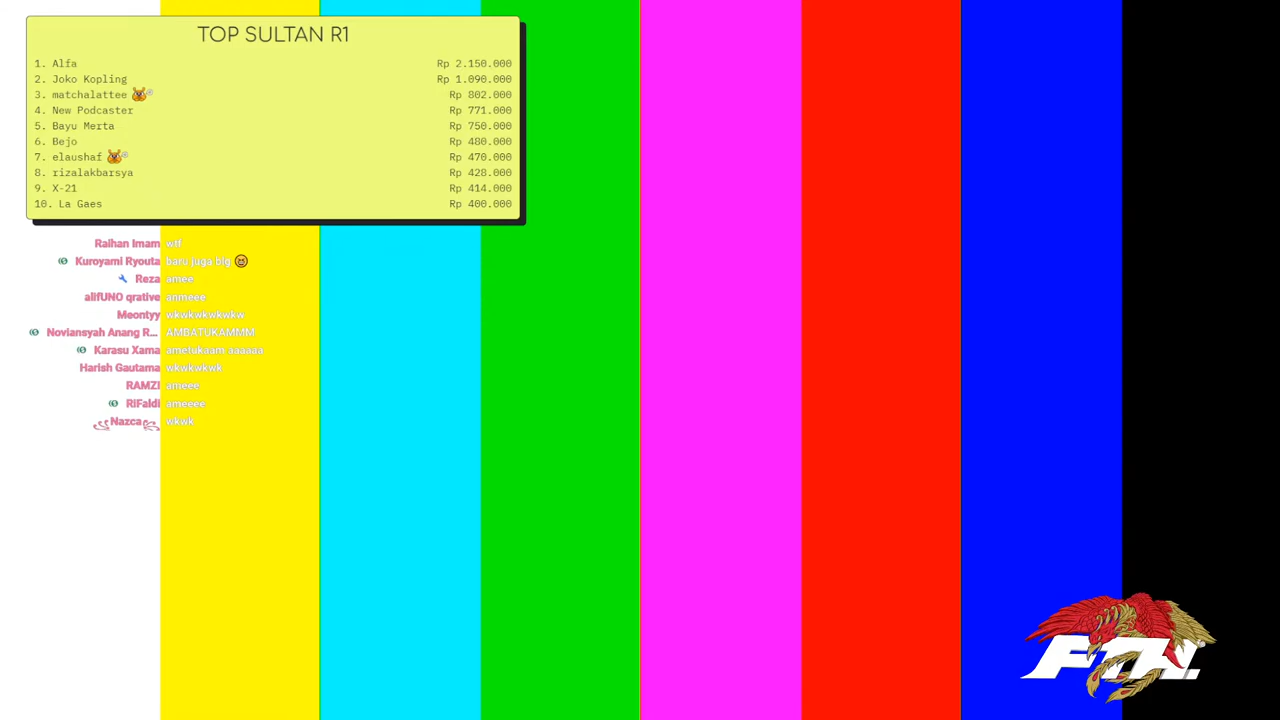 TOP SULTAN R1
1. Alfa Rp 2.150.000
2. Joko Kopling Rp 1.090.000
3. matchalattee Rp 802.000
4. New Podcaster Rp 771.000
5. Bayu Merta Rp 750.000
6. Bejo Rp 480.000
7. elaushaf Rp 470.000
8. rizalakbarsya Rp 428.000
9. X-21 Rp 414.000
10. La Gaes Rp 400.000
Raihan Imam wtf
Kuroyami Ryouta baru juga blg
Reza amee
alifUNO qrative anmeee
Meontyy wkwkwkwkwkw
Noviansyah Anang R... AMBATUKAMMM
Karasu Xama ametukaam aaaaaa
Harish Gautama wkwkwkwk
RAMZI ameee
RiFaldi ameeee
Nazca wkwk